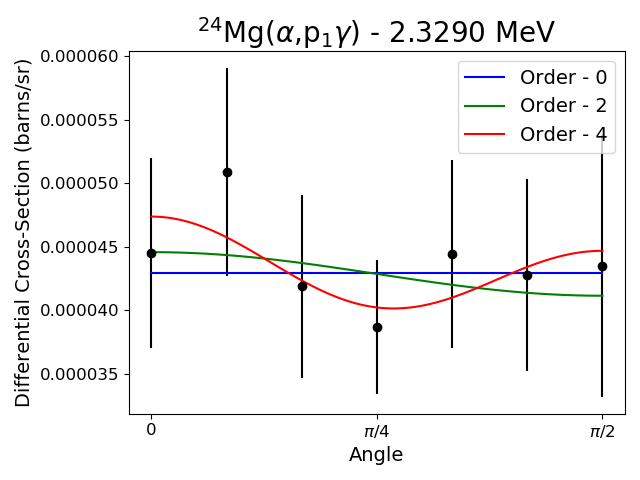 ²⁴Mg(α,p₁γ) - 2.3290 MeV
Differential Cross-Section (barns/sr)
0.000060
0.000055
0.000050
0.000045
0.000040
0.000035
Order - 0
Order - 2
Order - 4
0
π/4
π/2
Angle